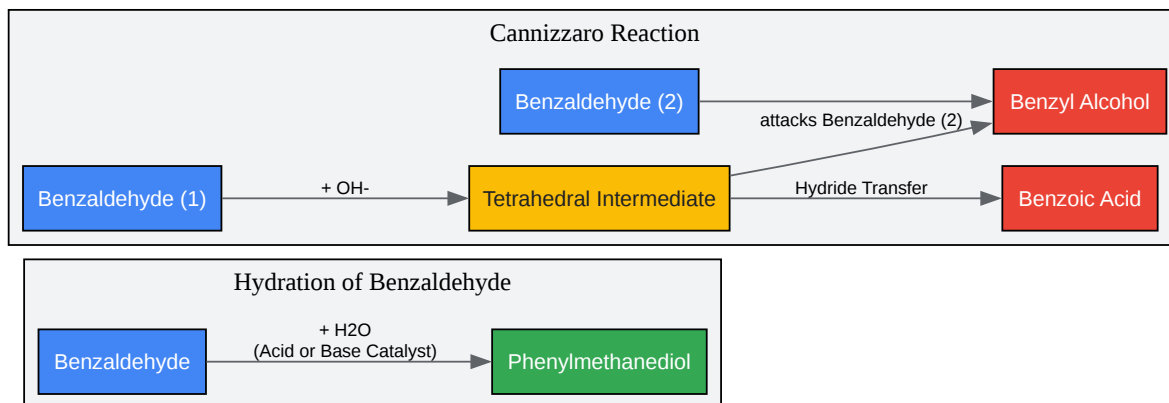 Cannizzaro Reaction
Benzaldehyde (2)
Benzyl Alcohol
attacks Benzaldehyde (2)
Benzaldehyde (1)
+ OH-
Tetrahedral Intermediate
Hydride Transfer
Benzoic Acid
Hydration of Benzaldehyde
Benzaldehyde
+ H2O
(Acid or Base Catalyst)
Phenylmethanediol